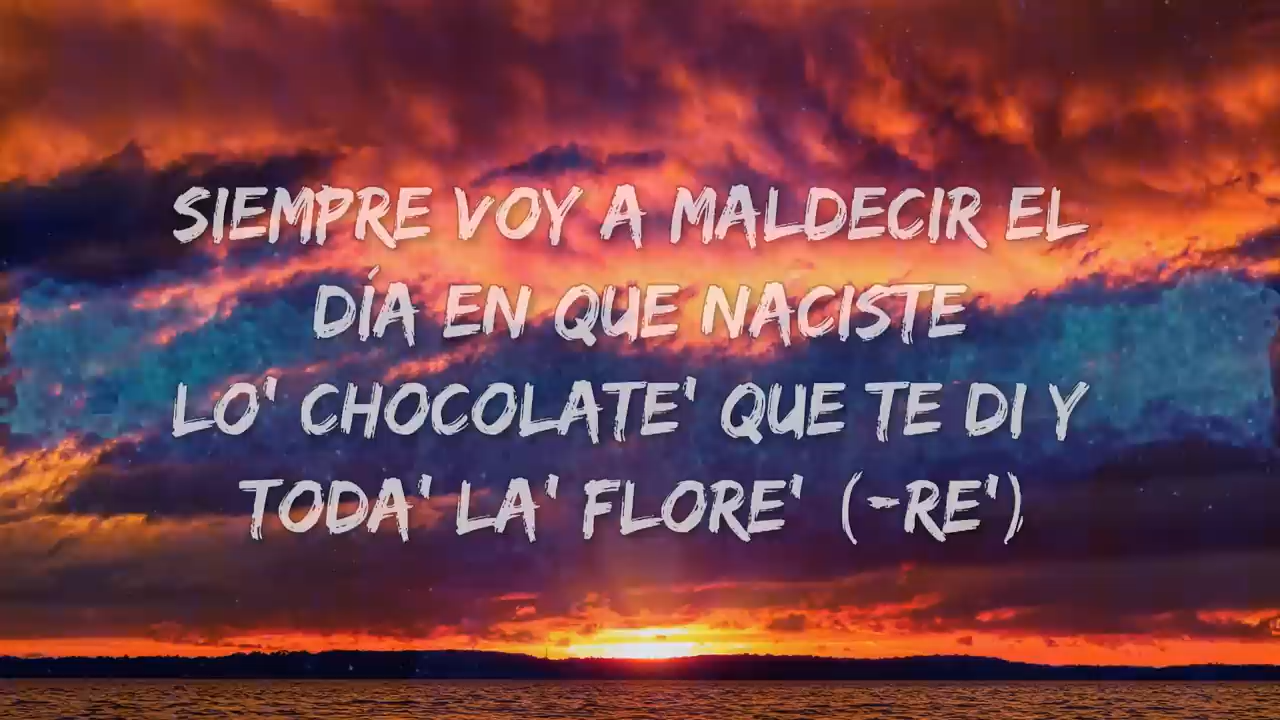 SIEMPRE VOY A MALDECIR EL
DÍA EN QUE NACISTE
LO' CHOCOLATE' QUE TE DI Y
TODA' LA' FLORE' (-RE')